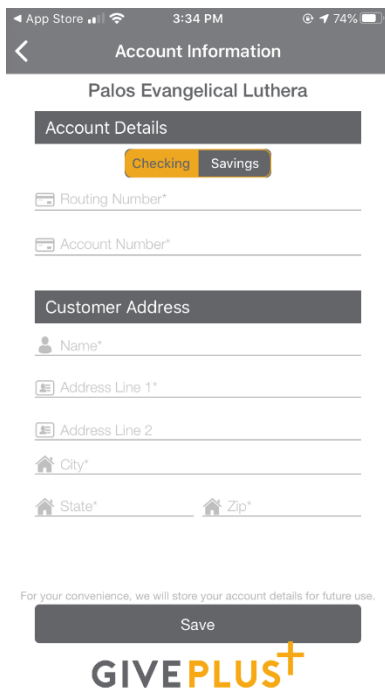 App Store 3:34 PM 74%
Account Information
Palos Evangelical Luthera
Account Details
Checking Savings
Routing Number*
Account Number*
Customer Address
Name*
Address Line 1*
Address Line 2
City*
State* Zip*
For your convenience, we will store your account details for future use.
Save
GIVEPLUS+